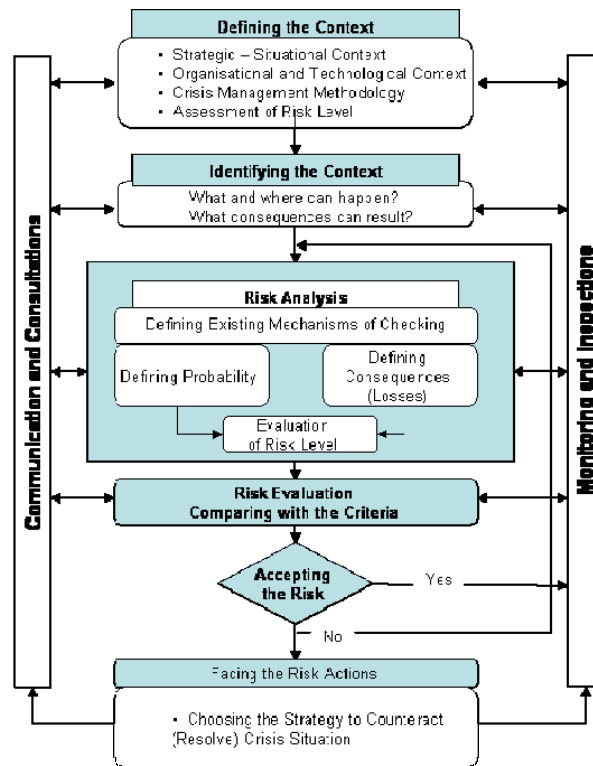 Defining the Context
• Strategic – Situational Context
• Organisational and Technological Context
• Crisis Management Methodology
• Assessment of Risk Level
Identifying the Context
What and where can happen?
What consequences can result?
Risk Analysis
Defining Existing Mechanisms of Checking
Defining Probability
Defining
Consequences
(Losses)
Evaluation
of Risk Level
Risk Evaluation
Comparing with the Criteria
Accepting
the Risk
Yes
No
Facing the Risk Actions
• Choosing the Strategy to Counteract
(Resolve) Crisis Situation
Communication and Consultations
Monitoring and Inspections